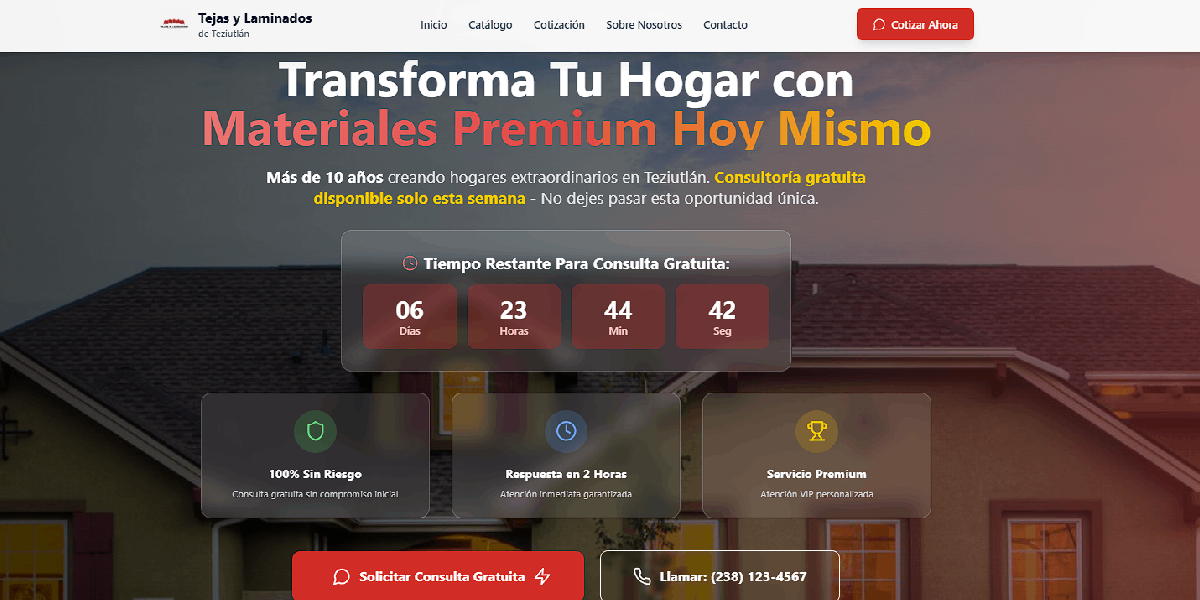 Tejas y Laminados
de Teziutlán
Inicio
Catálogo
Cotización
Sobre Nosotros
Contacto
Cotizar Ahora
Transforma Tu Hogar con
Materiales Premium Hoy Mismo
Más de 10 años creando hogares extraordinarios en Teziutlán. Consultoría gratuita
disponible solo esta semana - No dejes pasar esta oportunidad única.
Tiempo Restante Para Consulta Gratuita:
06 23 44 42
Días Horas Min Seg
100% Sin Riesgo
Consulta gratuita sin compromiso inicial
Respuesta en 2 Horas
Atención inmediata garantizada
Servicio Premium
Atención VIP personalizada
Solicitar Consulta Gratuita
Llamar: (238) 123-4567